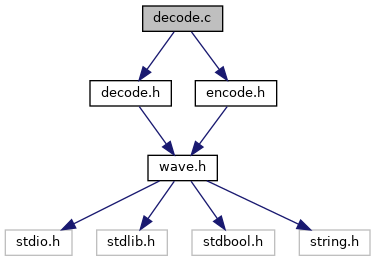 decode.c
decode.h
encode.h
wave.h
stdio.h
stdlib.h
stdbool.h
string.h